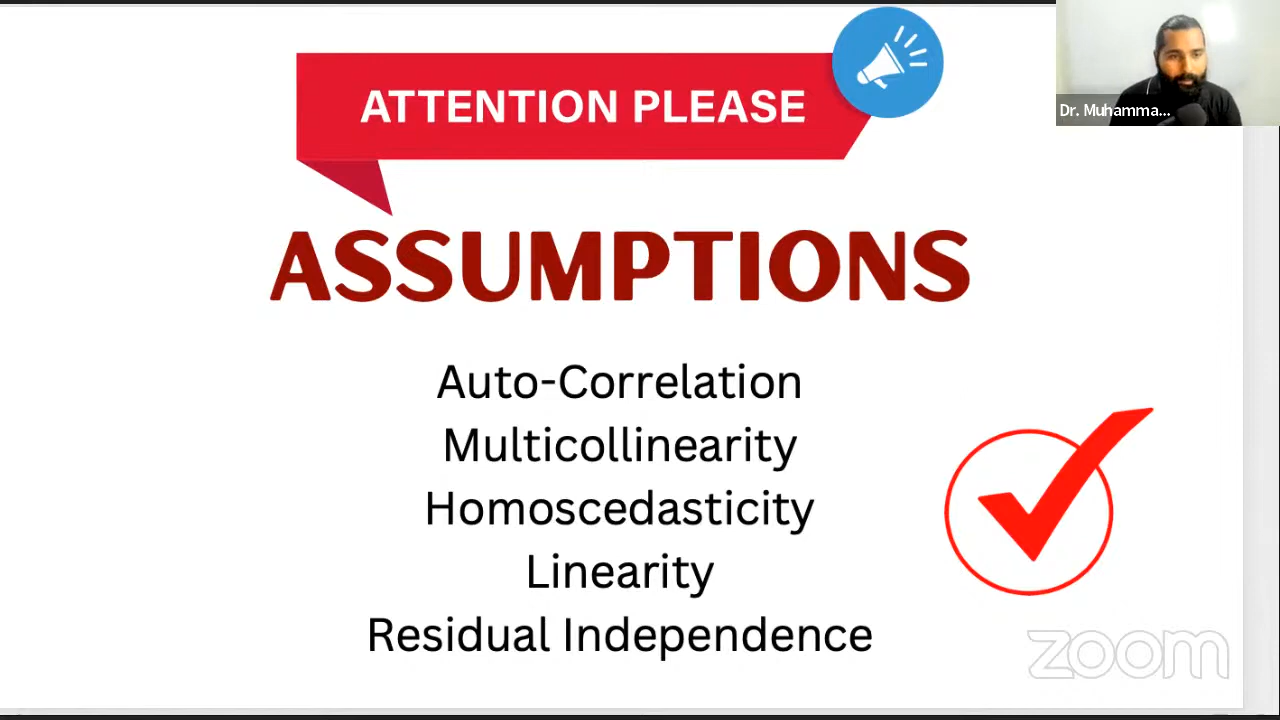 Dr. Muhamma...
ATTENTION PLEASE
ASSUMPTIONS
Auto-Correlation
Multicollinearity
Homoscedasticity
Linearity
Residual Independence
zoom